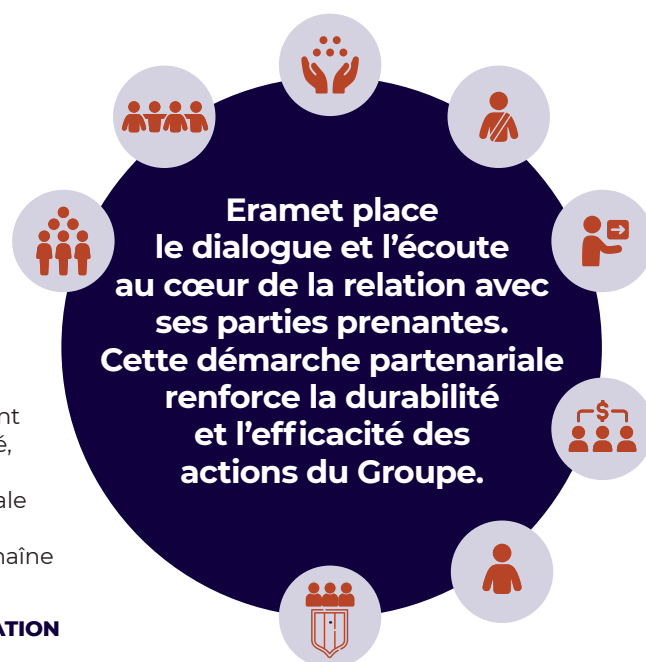 Eramet place
le dialogue et l’écoute
au cœur de la relation avec
ses parties prenantes.
Cette démarche partenariale
renforce la durabilité
et l’efficacité des
actions du Groupe.
$